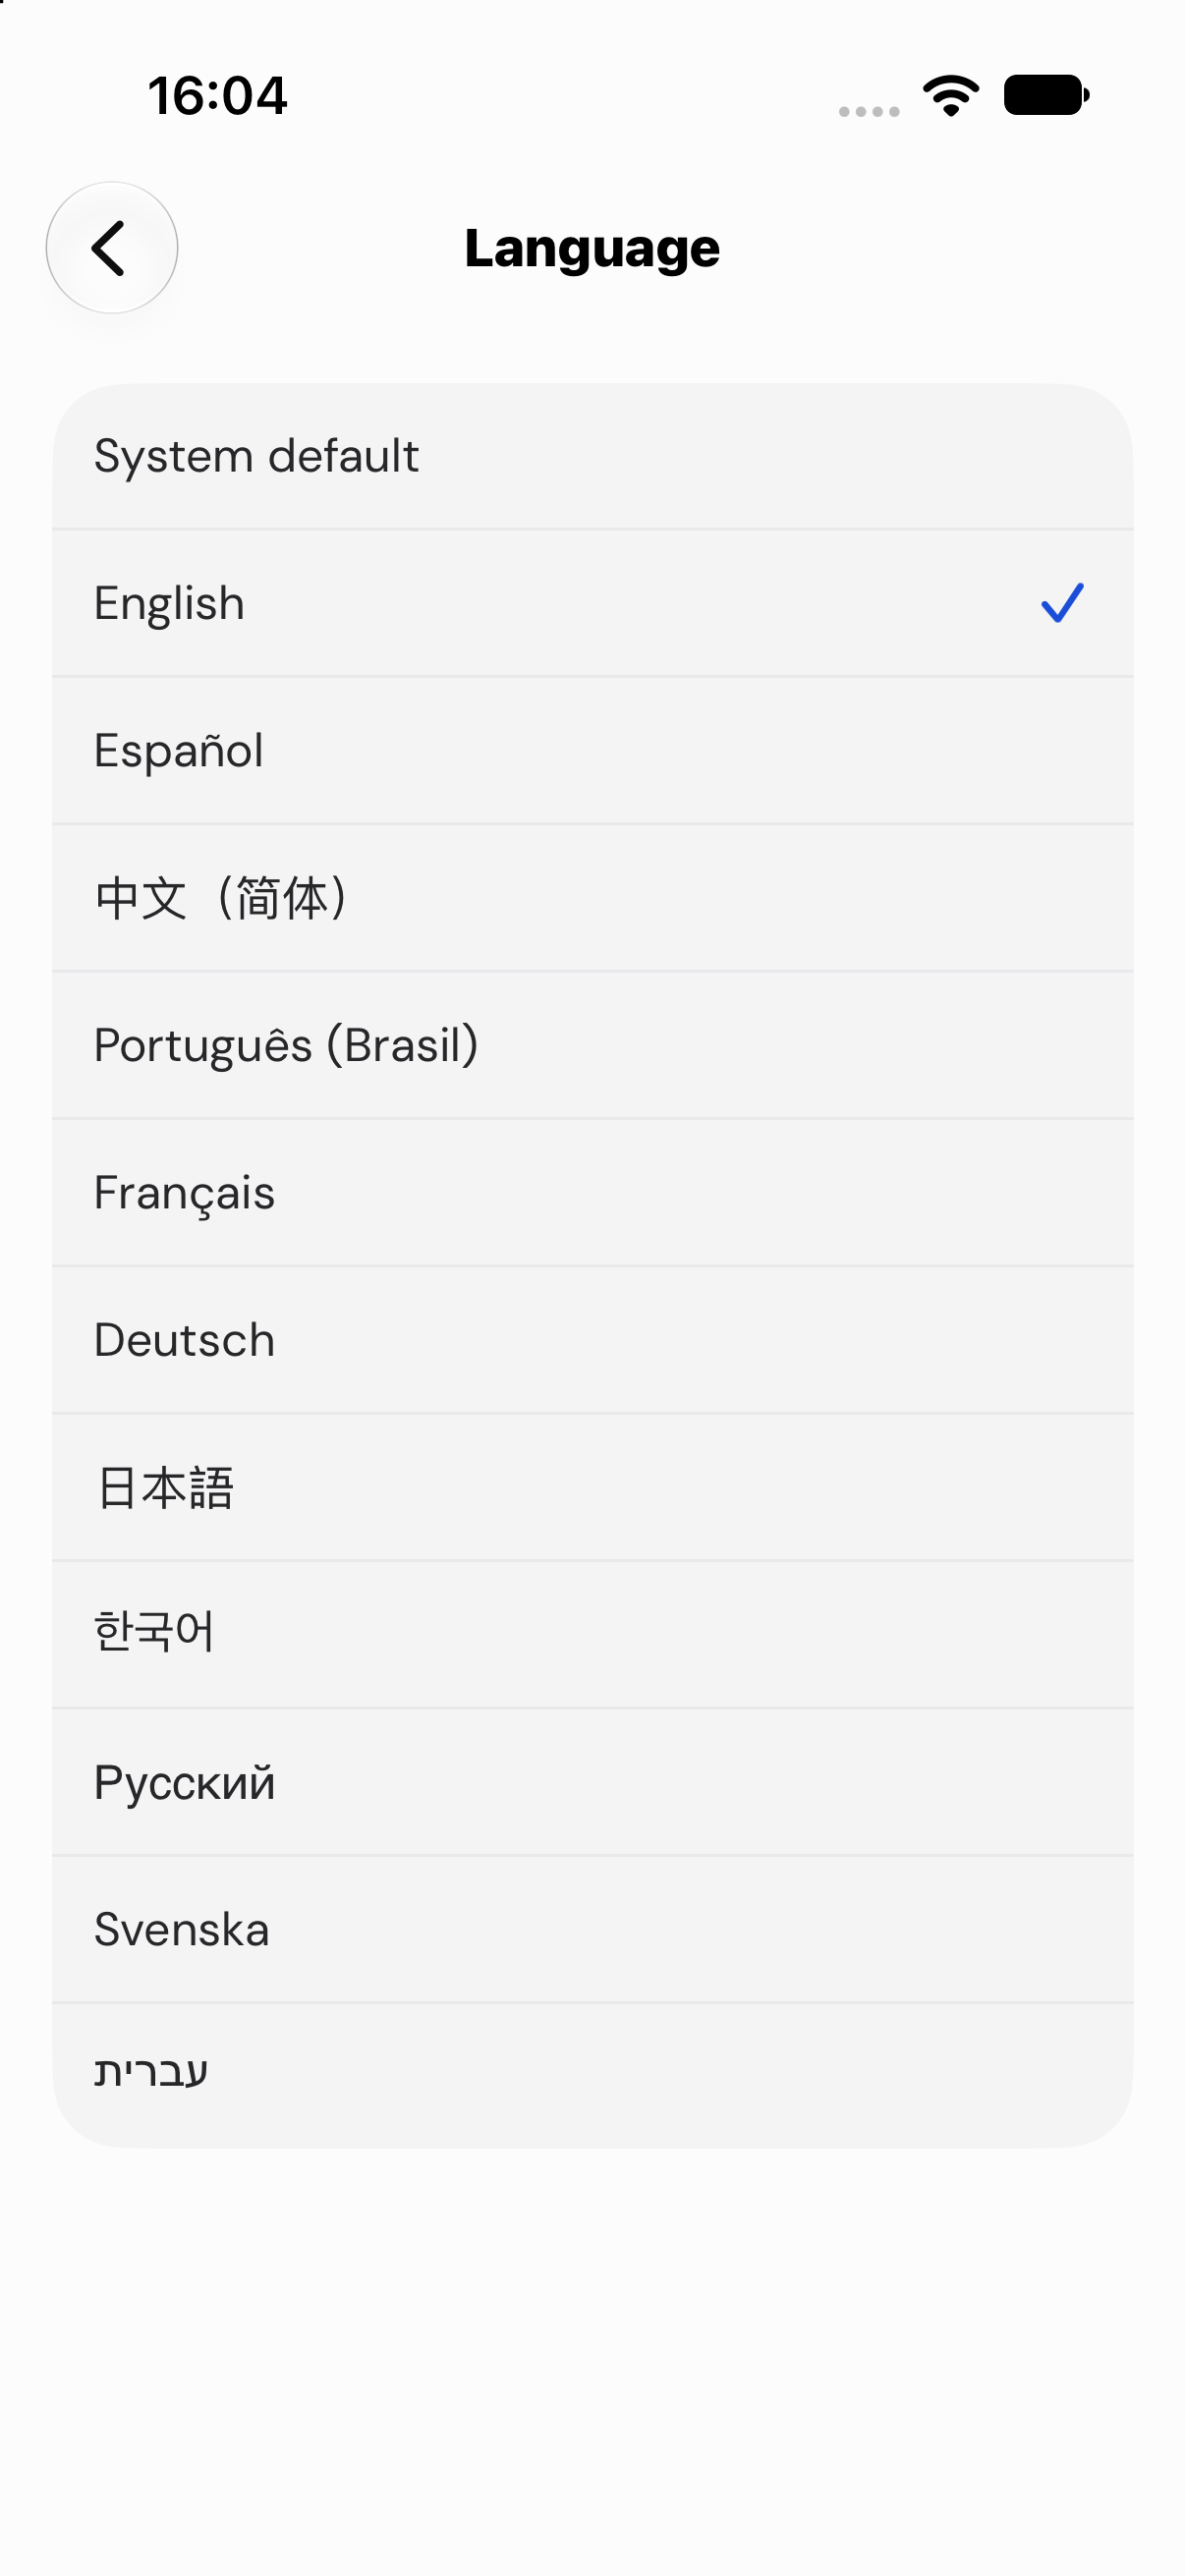 16:04
Language
System default
English
Español
中文（简体）
Português (Brasil)
Français
Deutsch
日本語
한국어
Русский
Svenska
עברית